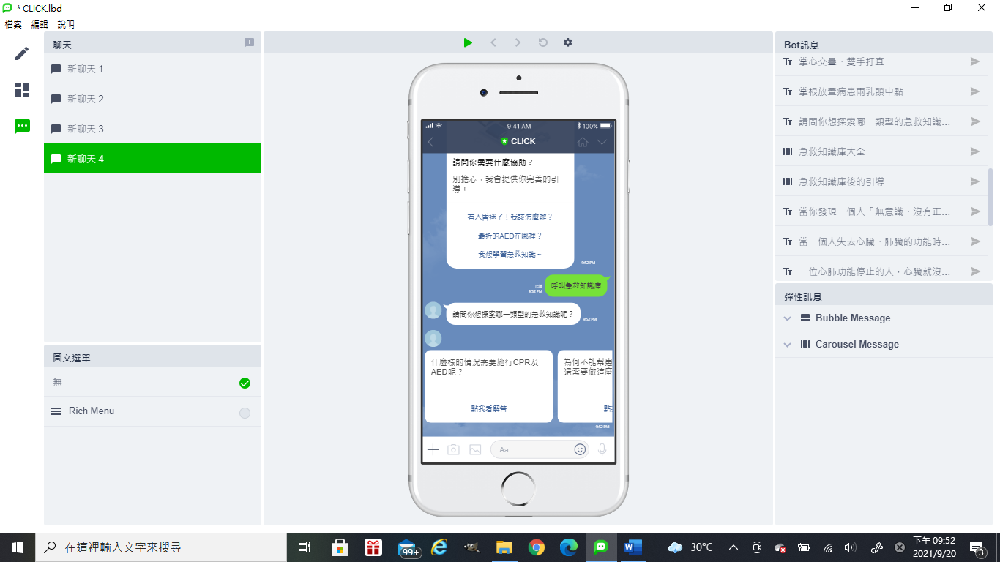 * CLICK.lbd
檔案 編輯 說明
聊天
新聊天 1
新聊天 2
新聊天 3
新聊天 4
圖文選單
無
Rich Menu
9:41 AM
100%
CLICK
請問你需要什麼協助？
別擔心，我會提供你完善的引
導！
有人昏迷了！我該怎麼辦？
最近的AED在哪裡？
我想學習急救知識～
9:52 PM
已讀
9:52 PM
呼叫急救知識庫
請問你想探索哪一類型的急救知識呢？
9:52 PM
什麼樣的情況需要施行CPR及
AED呢？
點我看解答
為何不能幫患
還需要做這麼
點我
9:52 PM
Aa
Bot訊息
掌心交疊、雙手打直
掌根放置病患兩乳頭中點
請問你想探索哪一類型的急救知識...
急救知識庫大全
急救知識庫後的引導
當你發現一個人「無意識、沒有正...
當一個人失去心臟、肺臟的功能時...
一位心肺功能停止的人，心臟就沒...
彈性訊息
Bubble Message
Carousel Message
在這裡輸入文字來搜尋
99+
30°C
下午 09:52
2021/9/20
3